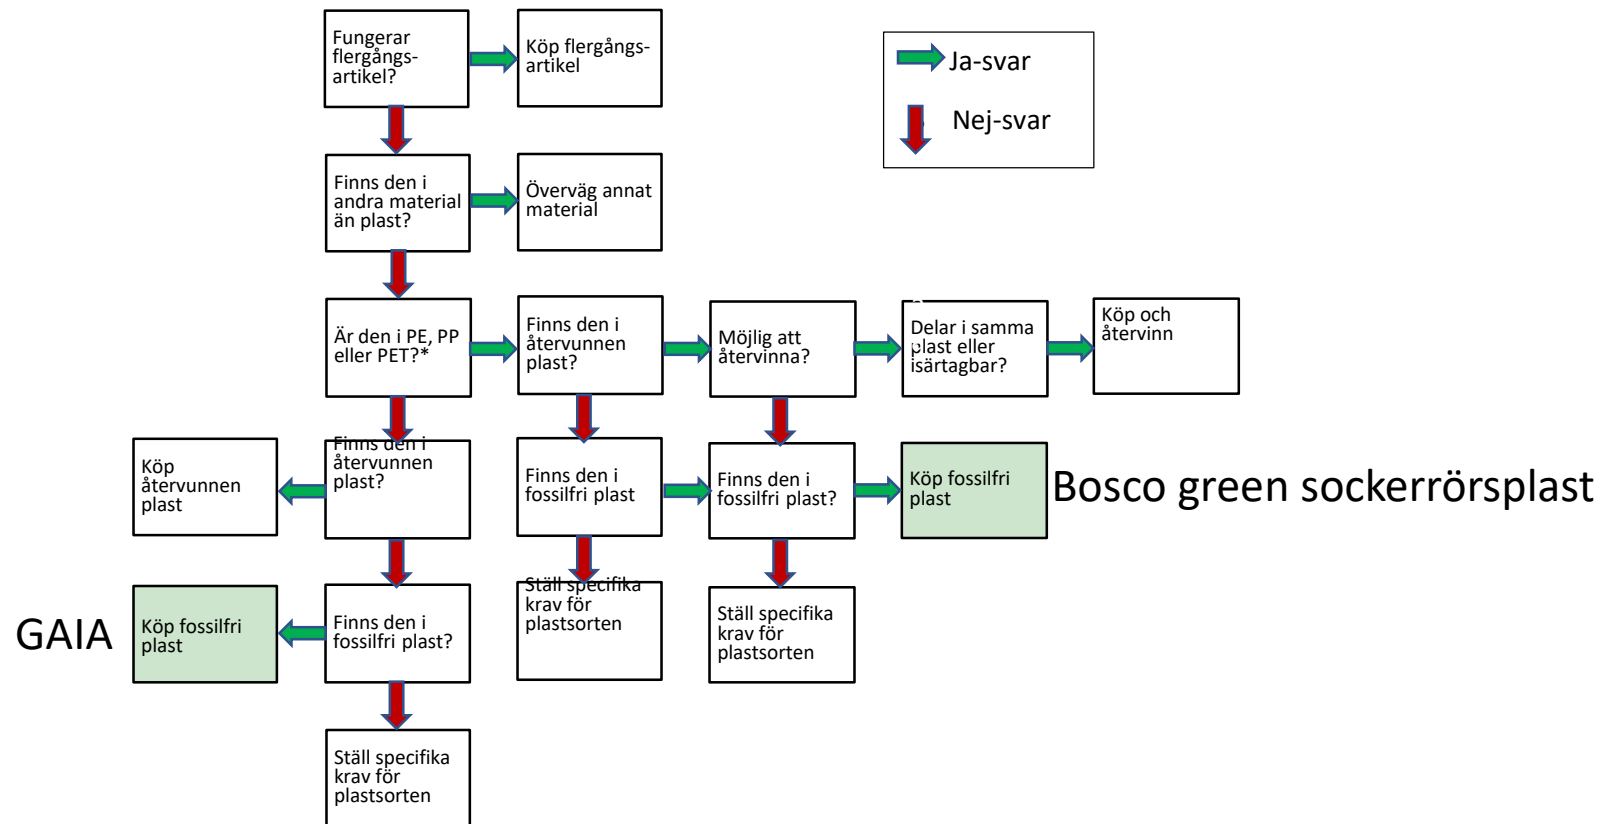 Fungerar
flergångs-
artikel?
Köp flergångs-
artikel
Ja-svar
Nej-svar
Finns den i
andra material
än plast?
Överväg annat
material
Är den i PE, PP
eller PET?*
Finns den i
återvunnen
plast?
Möjlig att
återvinna?
Delar i samma
plast eller
isärtagbar?
Köp och
återvinn
Köp
återvunnen
plast
Finns den i
återvunnen
plast?
Finns den i
fossilfri plast
Finns den i
fossilfri plast?
Köp fossilfri
plast
Bosco green sockerrörsplast
GAIA
Köp fossilfri
plast
Finns den i
fossilfri plast?
Ställ specifika
krav för
plastsorten
Ställ specifika
krav för
plastsorten
Ställ specifika
krav för
plastsorten